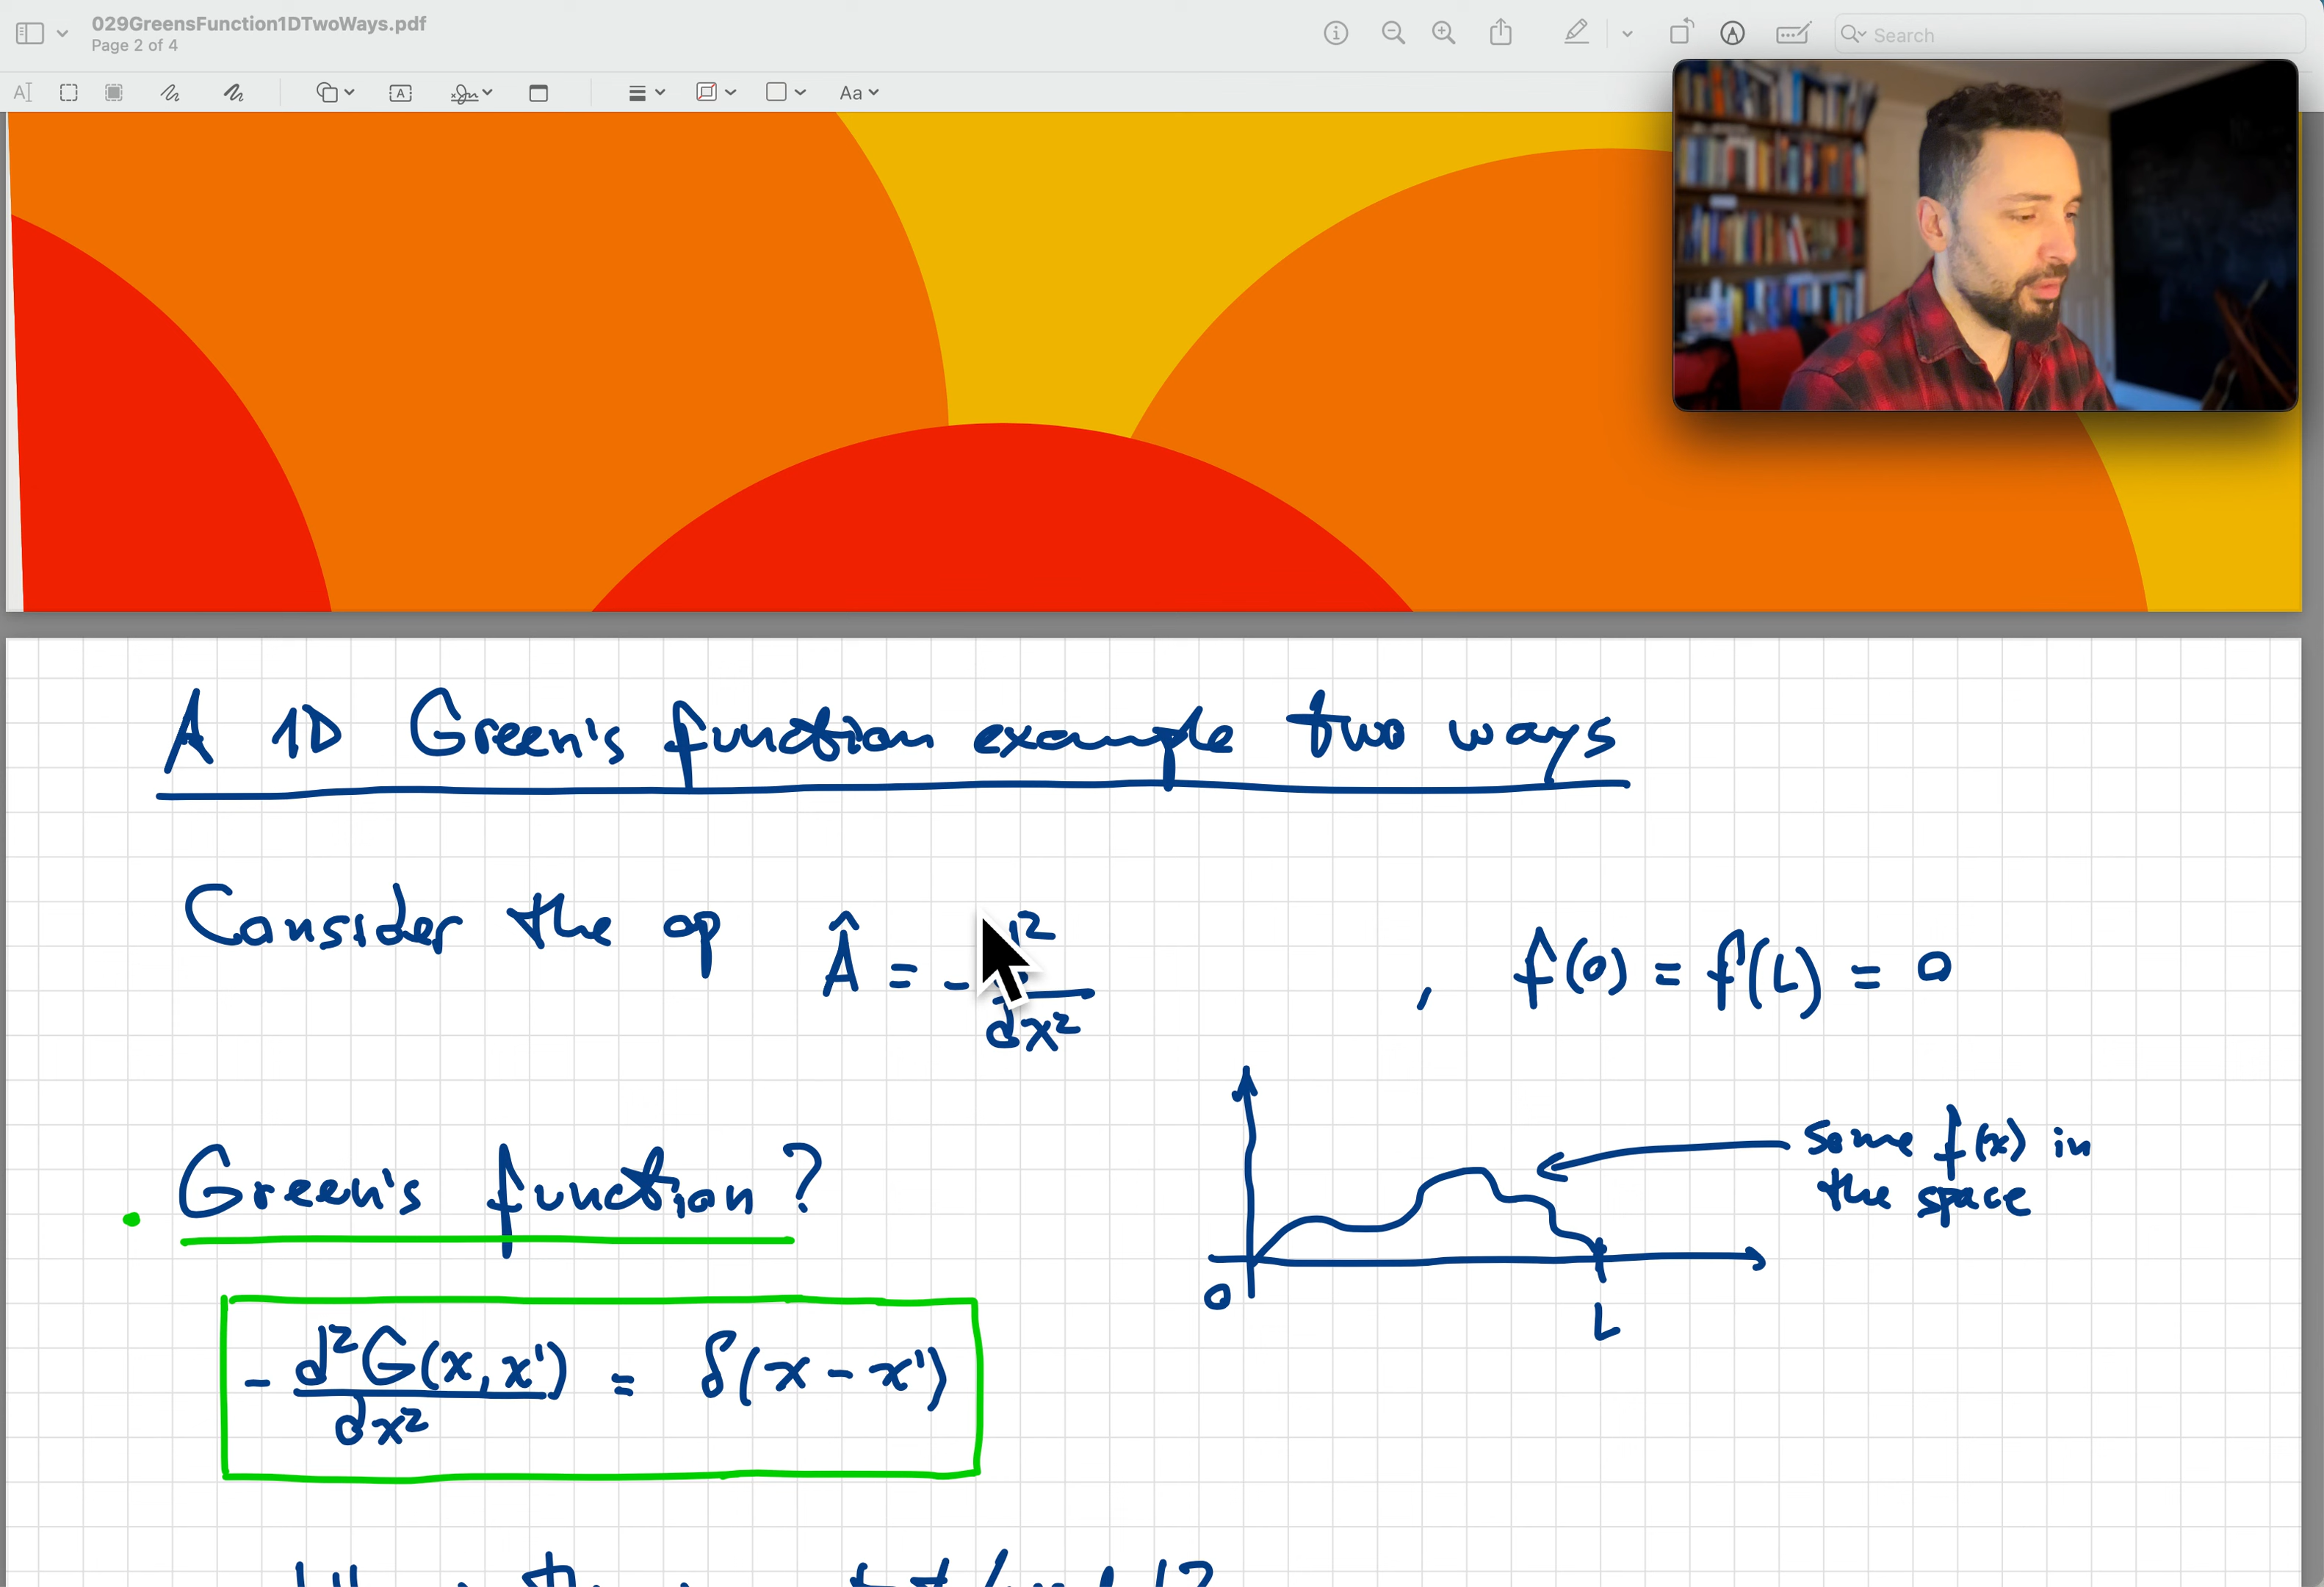 029GreensFunction1DTwoWays.pdf
Page 2 of 4
Search
Aa
A 1D Green's function example two ways
Consider the op Â = - d²/dx² , f(0) = f(L) = 0
some f(x) in
the space
Green's function?
0
L
- d²G(x,x')/dx² = δ(x-x')